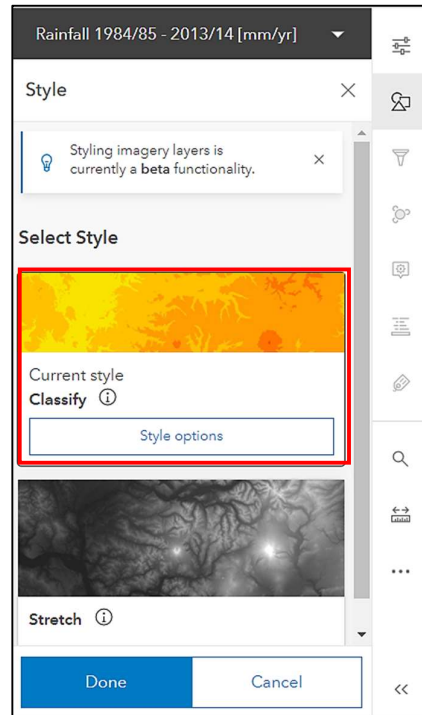 Rainfall 1984/85 - 2013/14 [mm/yr]
Style
Styling imagery layers is
currently a beta functionality.
Select Style
Current style
Classify
Style options
Stretch
Done
Cancel